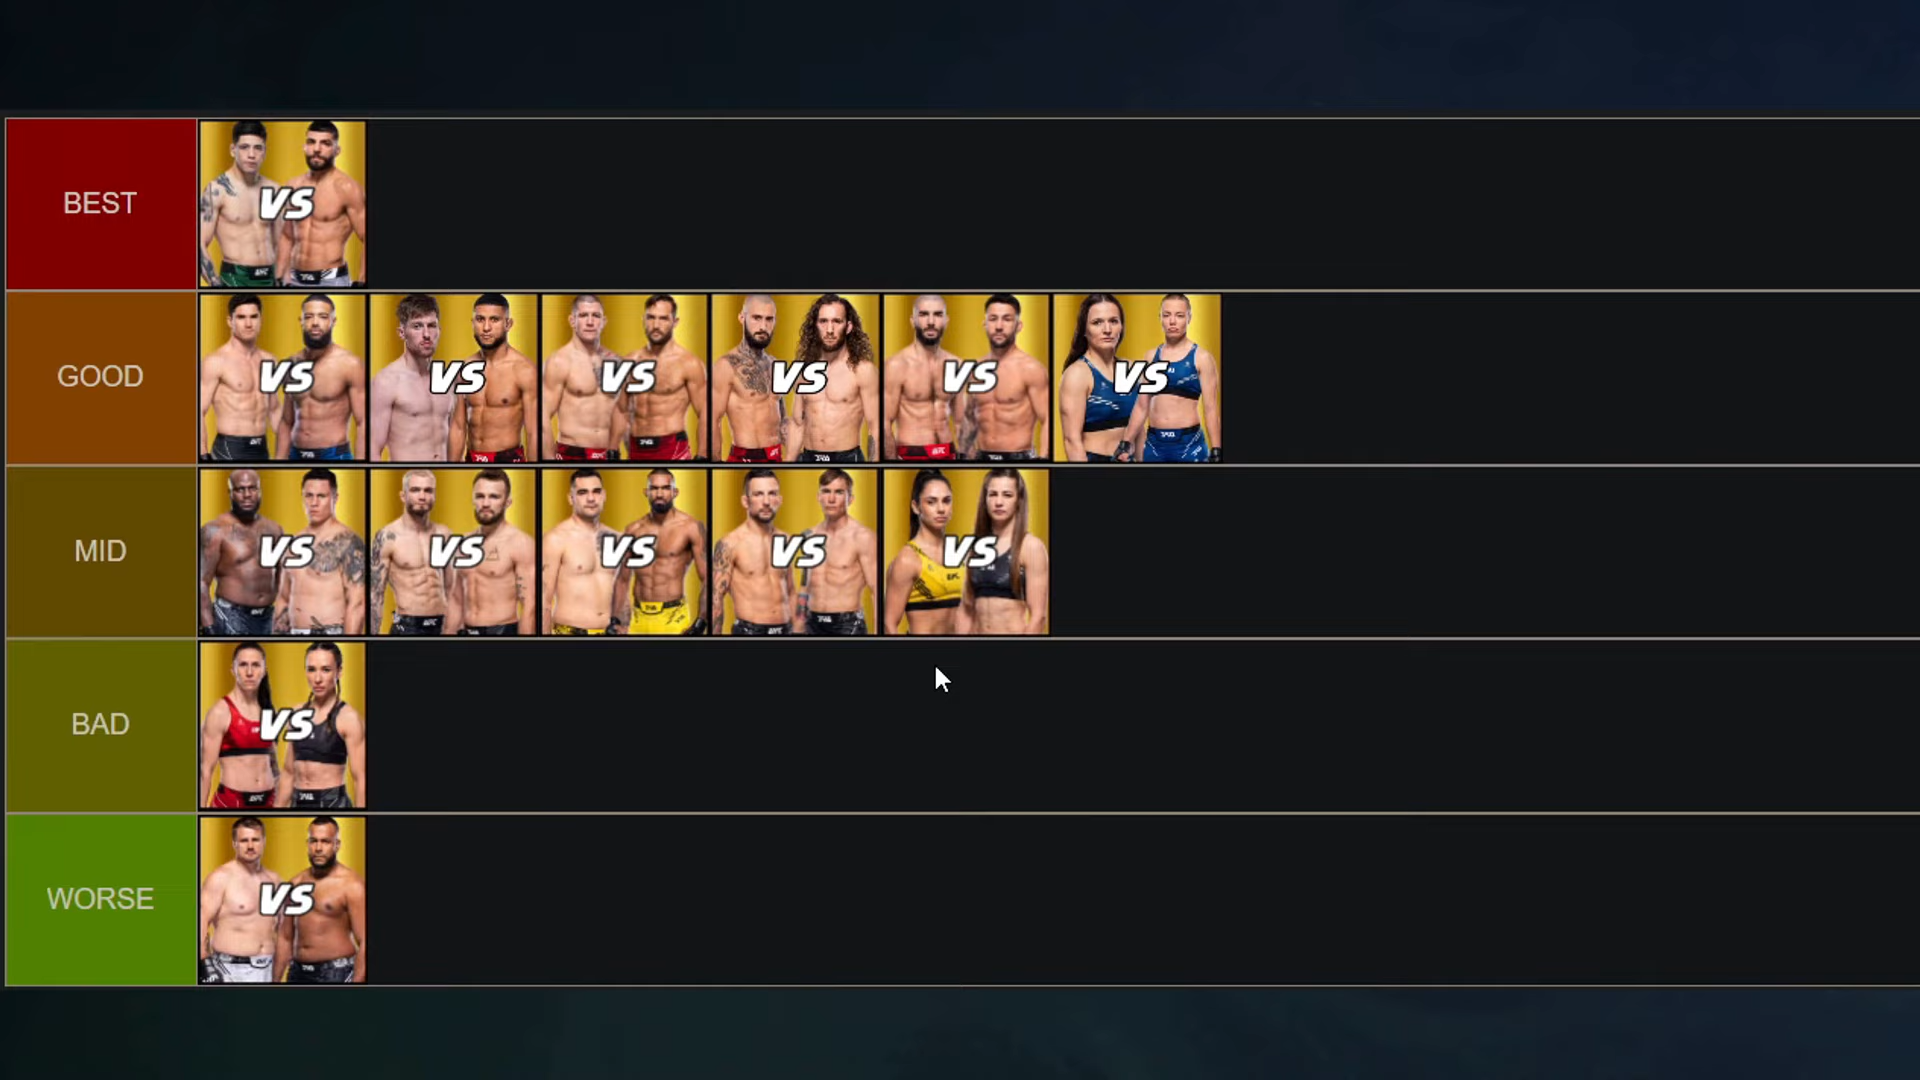 BEST
VS
GOOD
VS VS VS VS VS VS
MID
VS VS VS VS VS
BAD
VS
WORSE
VS